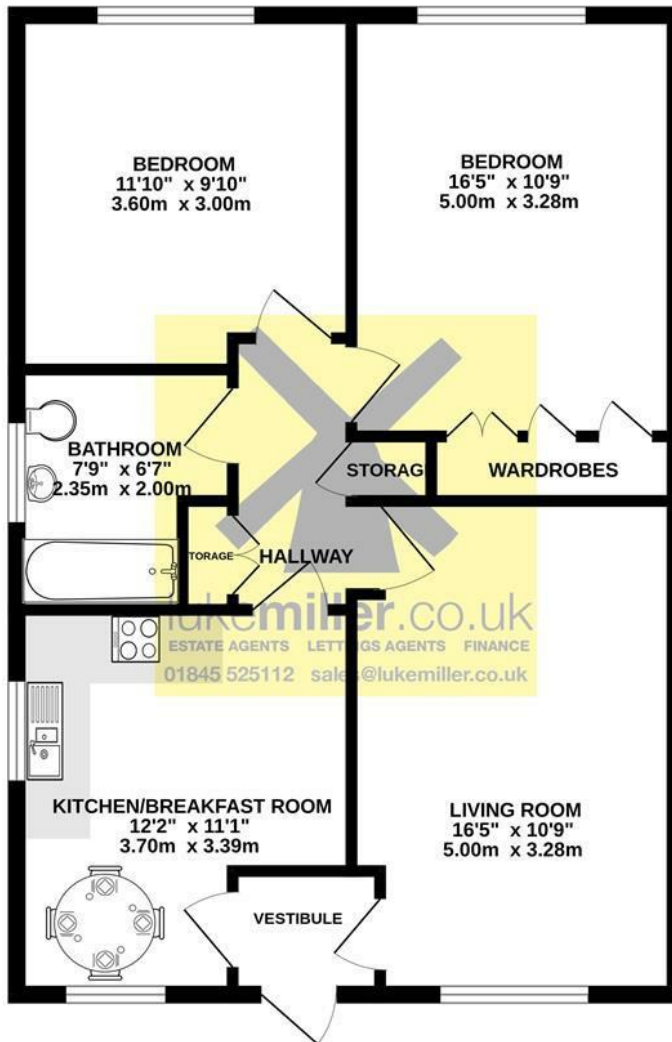 BEDROOM
11'10" x 9'10"
3.60m x 3.00m
BEDROOM
16'5" x 10'9"
5.00m x 3.28m
BATHROOM
7'9" x 6'7"
2.35m x 2.00m
STORAG
WARDROBES
TORAGE
HALLWAY
lukemiller.co.uk
ESTATE AGENTS LETTINGS AGENTS FINANCE
01845 525112 sales@lukemiller.co.uk
KITCHEN/BREAKFAST ROOM
12'2" x 11'1"
3.70m x 3.39m
LIVING ROOM
16'5" x 10'9"
5.00m x 3.28m
VESTIBULE